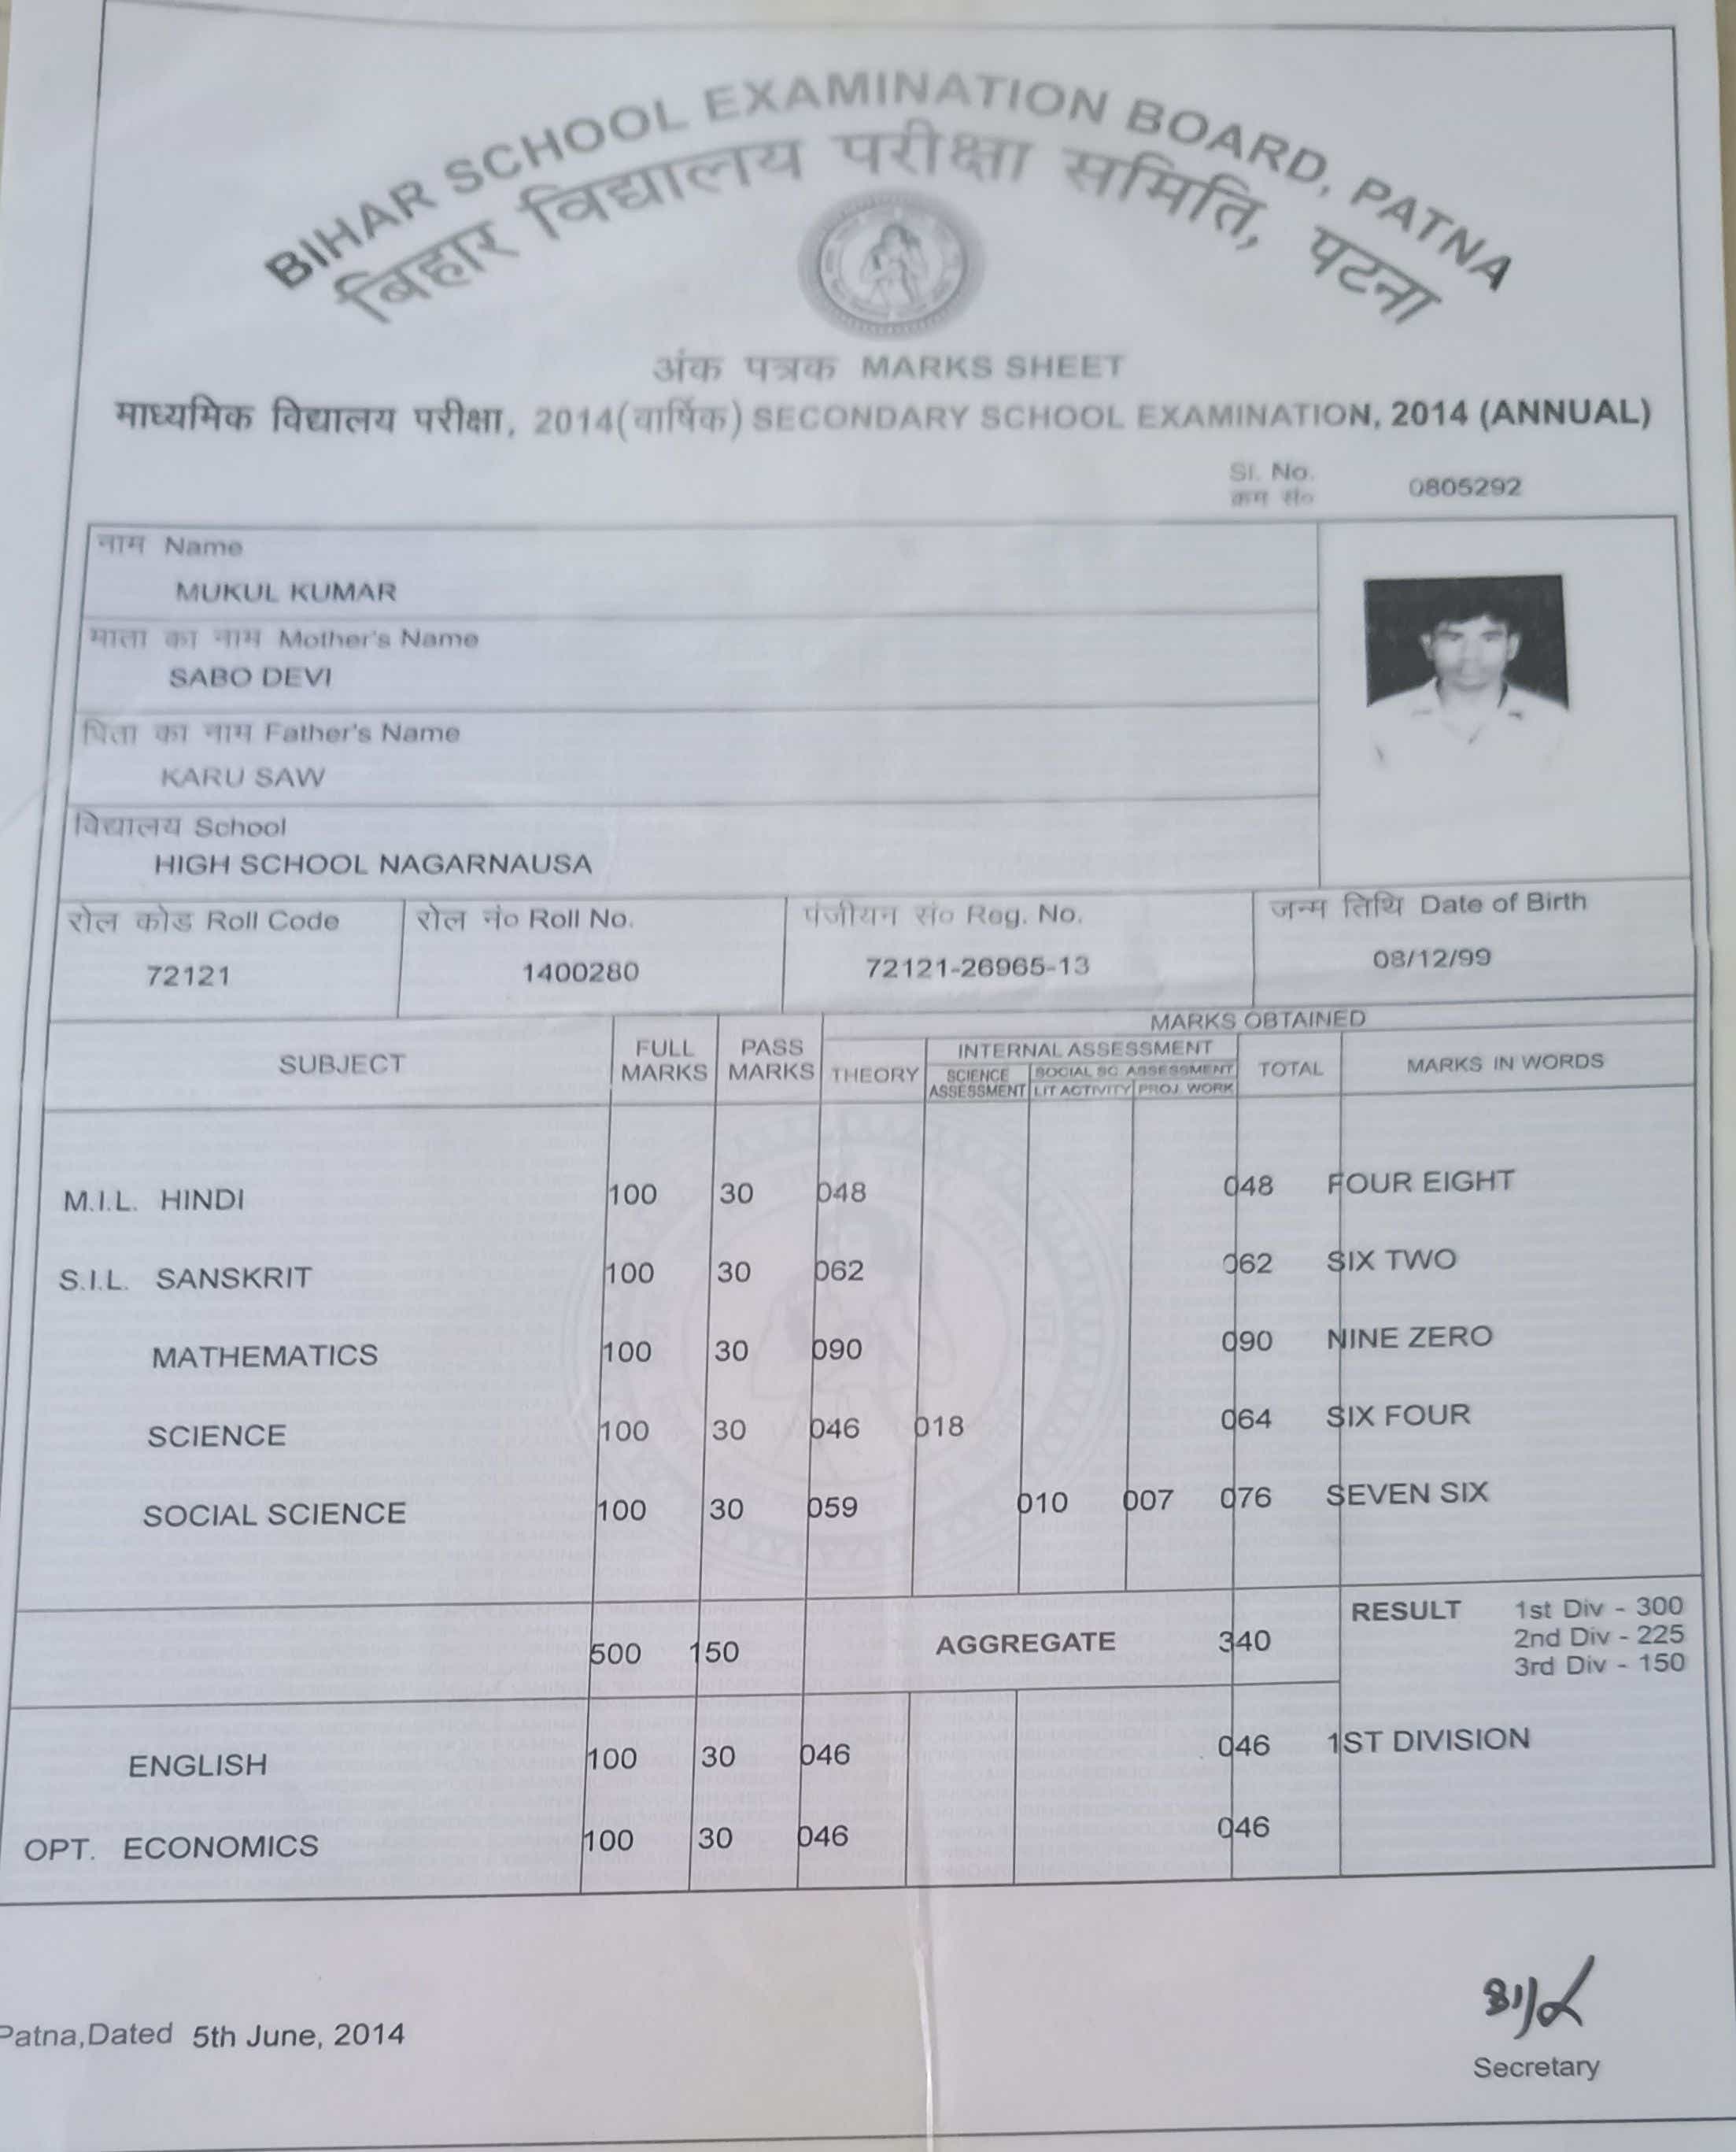 BIHAR SCHOOL EXAMINATION BOARD, PATNA
बिहार विद्यालय परीक्षा समिति, पटना
अंक पत्रक MARKS SHEET
माध्यमिक विद्यालय परीक्षा, 2014(वार्षिक) SECONDARY SCHOOL EXAMINATION, 2014 (ANNUAL)
Sl. No. 0805292
क्रम सं०
नाम Name
MUKUL KUMAR
माता का नाम Mother's Name
SABO DEVI
पिता का नाम Father's Name
KARU SAW
विद्यालय School
HIGH SCHOOL NAGARNAUSA
रोल कोड Roll Code रोल नं० Roll No. पंजीयन सं० Reg. No. जन्म तिथि Date of Birth
72121 1400280 72121-26965-13 08/12/99
MARKS OBTAINED
SUBJECT FULL MARKS PASS MARKS THEORY INTERNAL ASSESSMENT TOTAL MARKS IN WORDS
SCIENCE ASSESSMENT SOCIAL SC. ASSESSMENT
LIT ACTIVITY PROJ. WORK
M.I.L. HINDI 100 30 048 048 FOUR EIGHT
S.I.L. SANSKRIT 100 30 062 062 SIX TWO
MATHEMATICS 100 30 090 090 NINE ZERO
SCIENCE 100 30 046 018 064 SIX FOUR
SOCIAL SCIENCE 100 30 059 010 007 076 SEVEN SIX
500 150 AGGREGATE 340
RESULT 1st Div - 300
2nd Div - 225
3rd Div - 150
ENGLISH 100 30 046 046 1ST DIVISION
OPT. ECONOMICS 100 30 046 046
Patna,Dated 5th June, 2014
Secretary